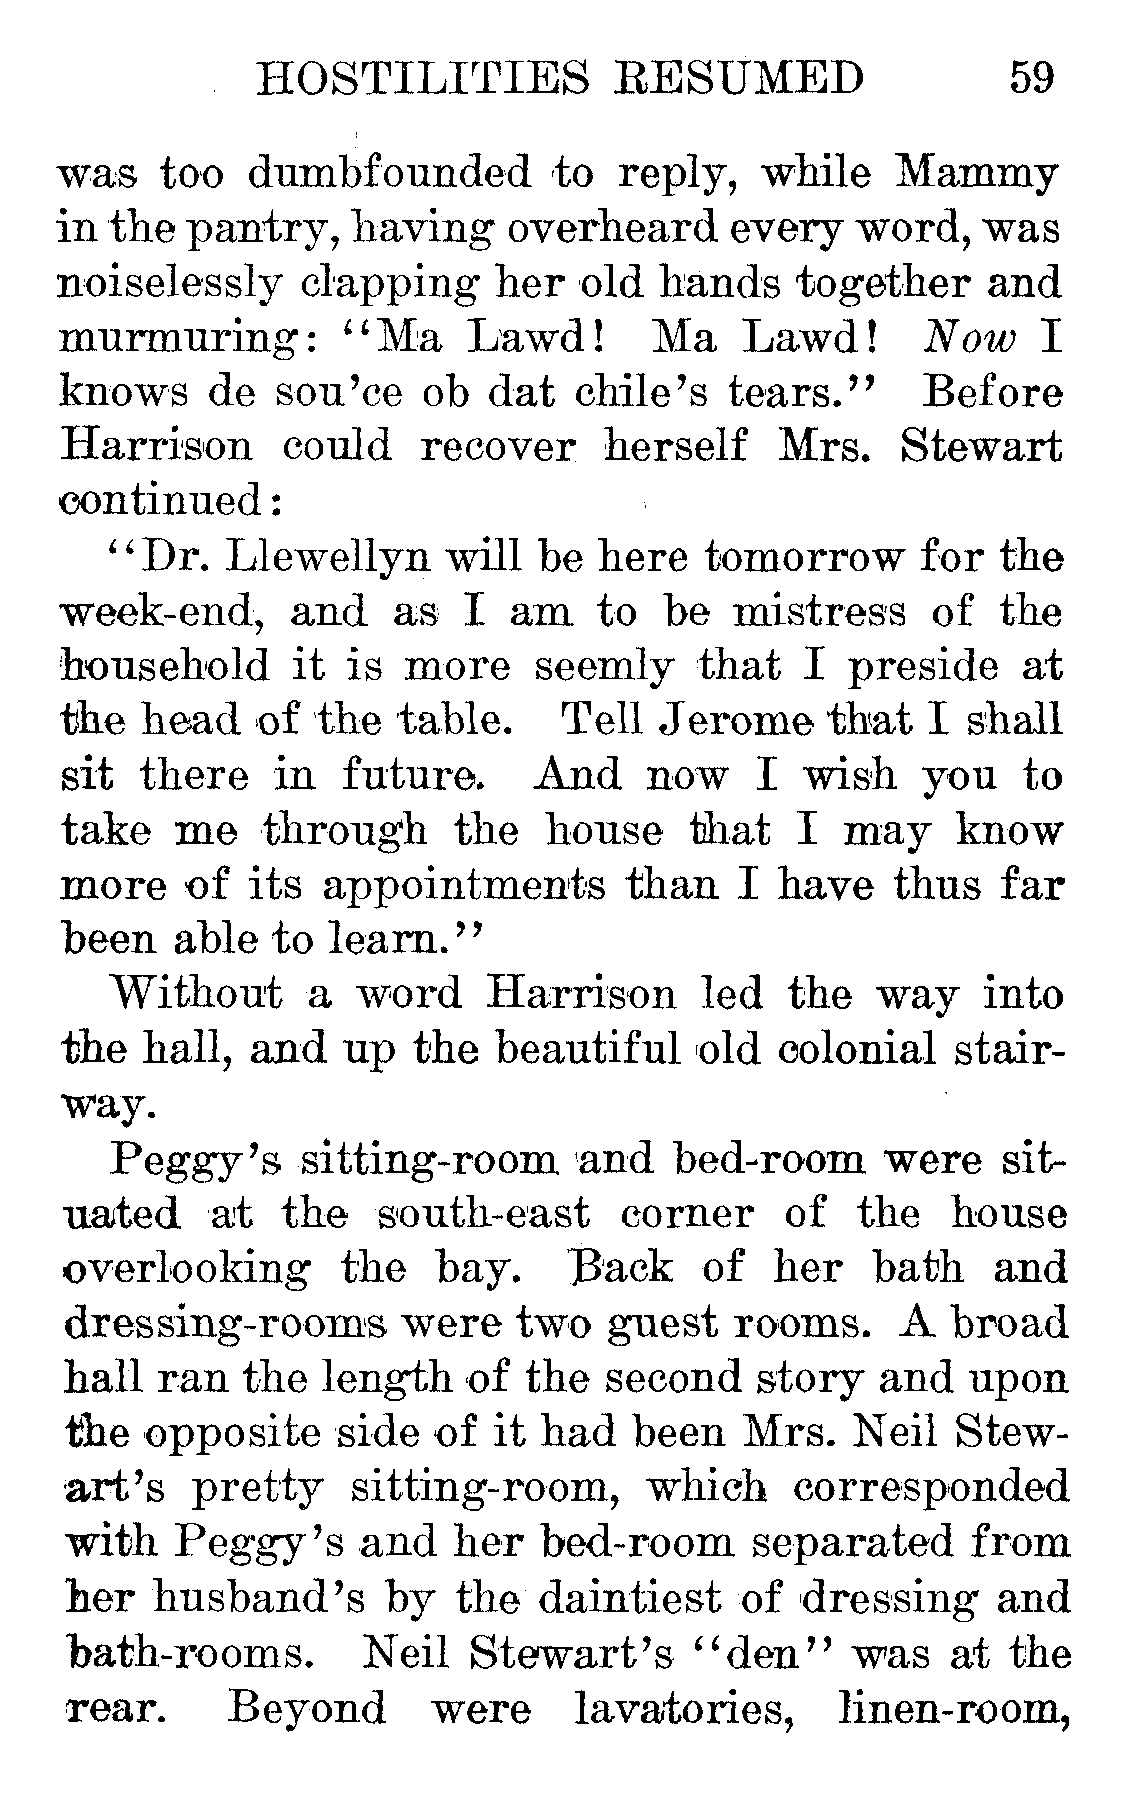 HOSTILITIES RESUMED 59
was too dumbfounded to reply, while Mammy
in the pantry, having overheard every word, was
noiselessly clapping her old hands together and
murmuring: "Ma Lawd! Ma Lawd! Now I
knows de sou'ce ob dat chile's tears." Before
Harrison could recover herself Mrs. Stewart
continued:
"Dr. Llewellyn will be here tomorrow for the
week-end, and as I am to be mistress of the
household it is more seemly that I preside at
the head of the table. Tell Jerome that I shall
sit there in future. And now I wish you to
take me through the house that I may know
more of its appointments than I have thus far
been able to learn."
Without a word Harrison led the way into
the hall, and up the beautiful old colonial stair-
way.
Peggy's sitting-room and bed-room were sit-
uated at the south-east corner of the house
overlooking the bay. Back of her bath and
dressing-rooms were two guest rooms. A broad
hall ran the length of the second story and upon
the opposite side of it had been Mrs. Neil Stew-
art's pretty sitting-room, which corresponded
with Peggy's and her bed-room separated from
her husband's by the daintiest of dressing and
bath-rooms. Neil Stewart's "den" was at the
rear. Beyond were lavatories, linen-room,